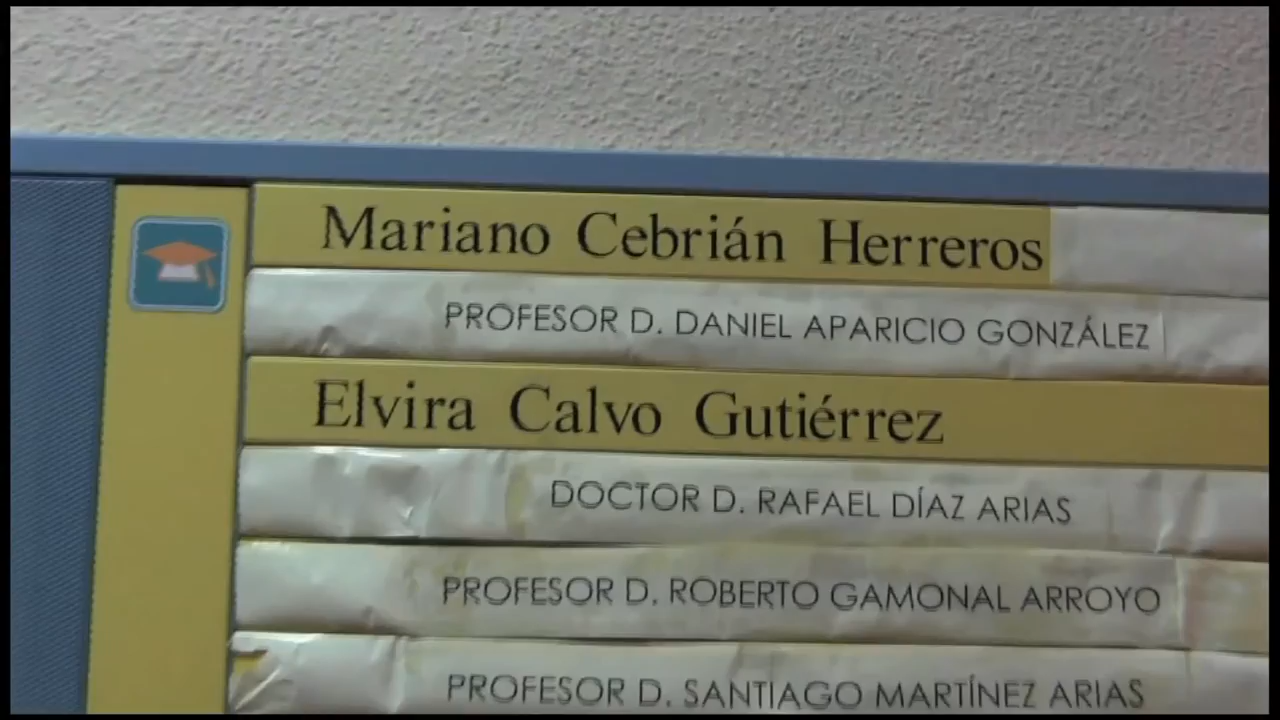 Mariano Cebrián Herreros
PROFESOR D. DANIEL APARICIO GONZÁLEZ
Elvira Calvo Gutiérrez
DOCTOR D. RAFAEL DÍAZ ARIAS
PROFESOR D. ROBERTO GAMONAL ARROYO
PROFESOR D. SANTIAGO MARTÍNEZ ARIAS